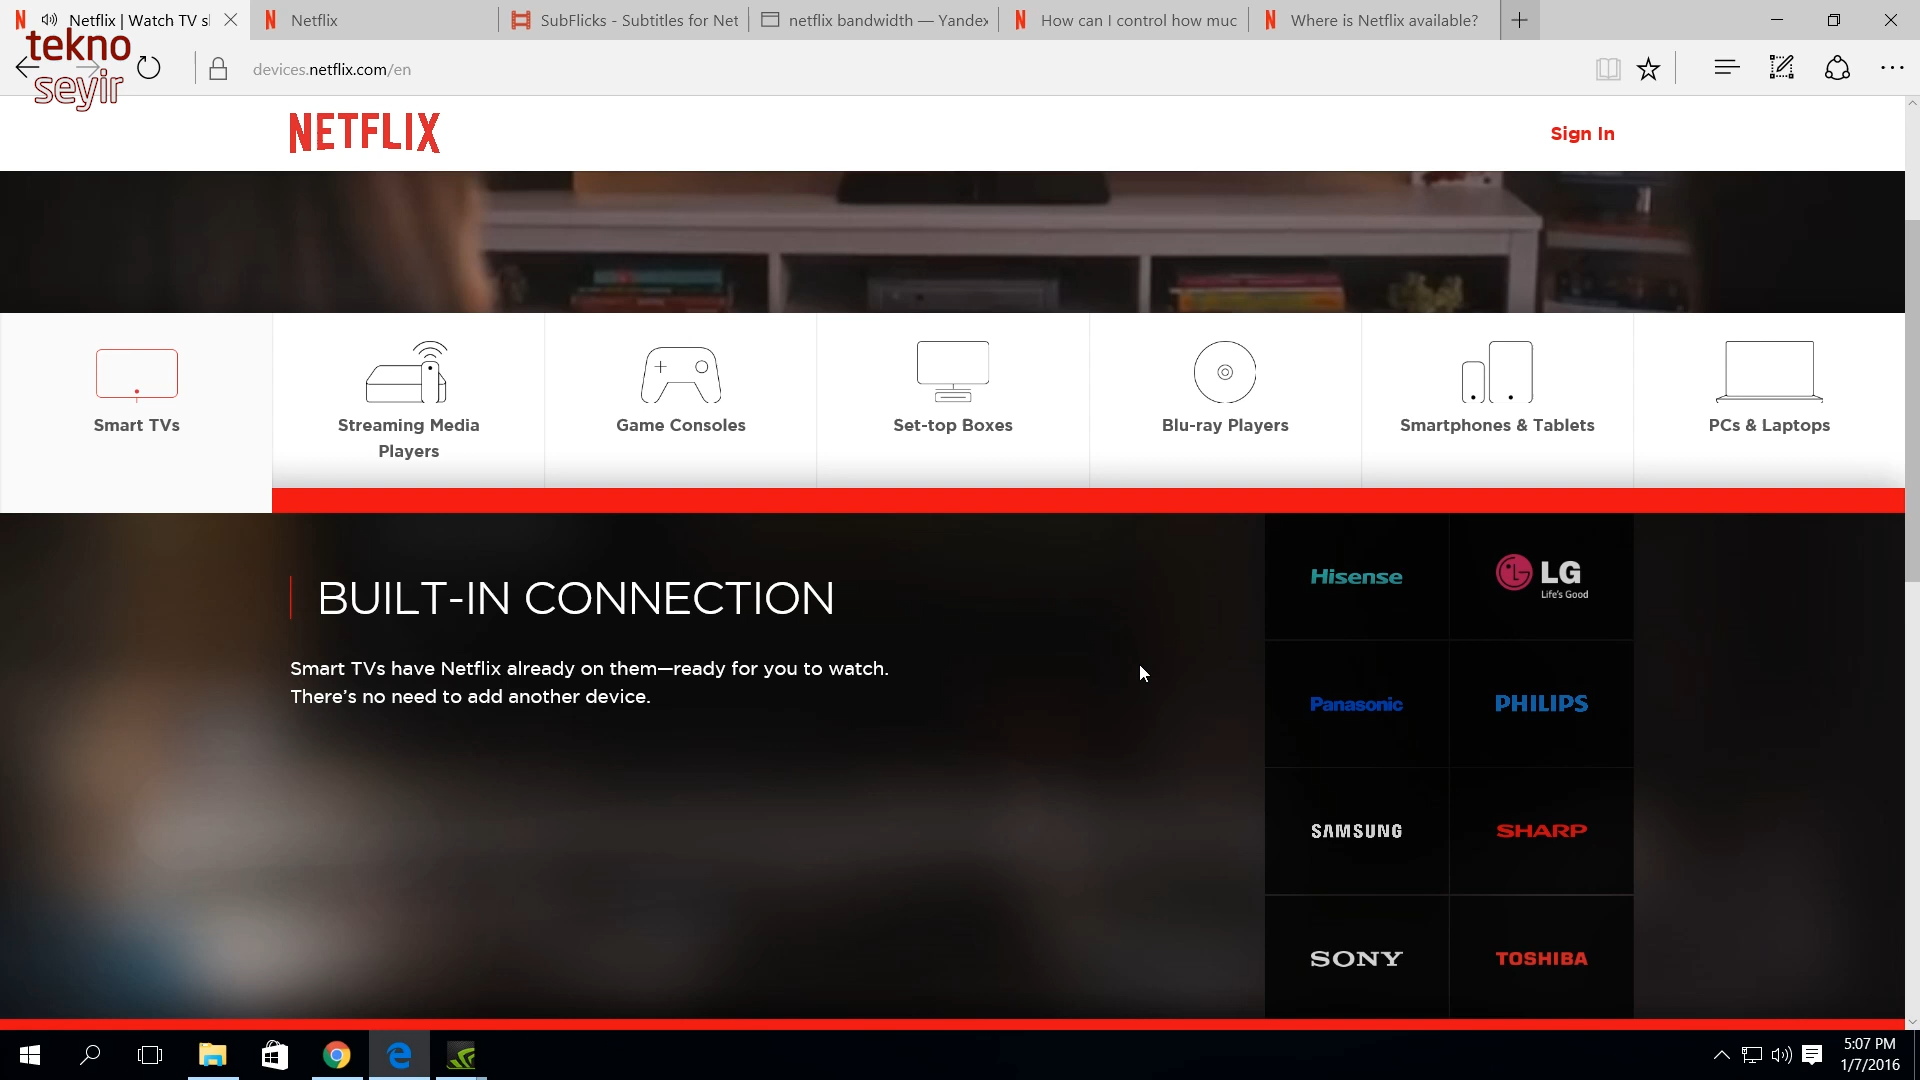 Netflix | Watch TV sl
Netflix
SubFlicks - Subtitles for Net
netflix bandwidth — Yandex
How can I control how muc
Where is Netflix available?
tekno
seyir
devices.netflix.com/en
NETFLIX
Sign In
Smart TVs
Streaming Media
Players
Game Consoles
Set-top Boxes
Blu-ray Players
Smartphones & Tablets
PCs & Laptops
BUILT-IN CONNECTION
Smart TVs have Netflix already on them—ready for you to watch.
There's no need to add another device.
Hisense
LG
Life's Good
Panasonic
PHILIPS
SAMSUNG
SHARP
SONY
TOSHIBA
5:07 PM
1/7/2016